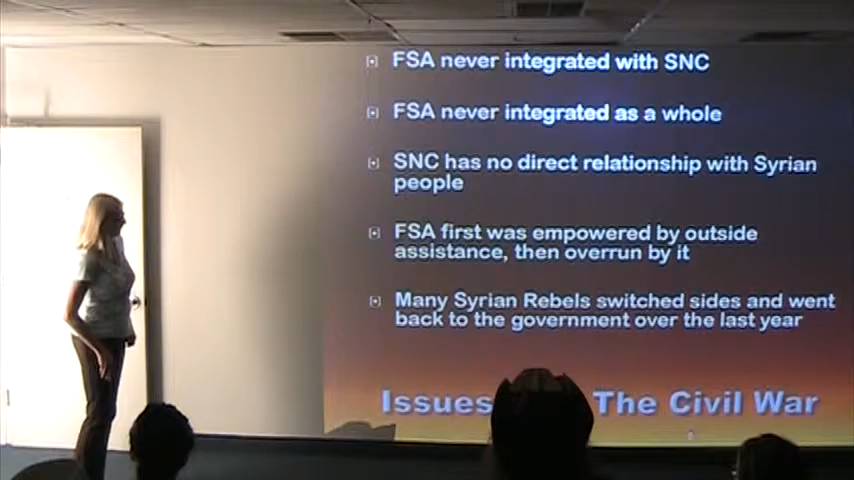 FSA never integrated with SNC
FSA never integrated as a whole
SNC has no direct relationship with Syrian
people
FSA first was empowered by outside
assistance, then overrun by it
Many Syrian Rebels switched sides and went
back to the government over the last year
Issues The Civil War